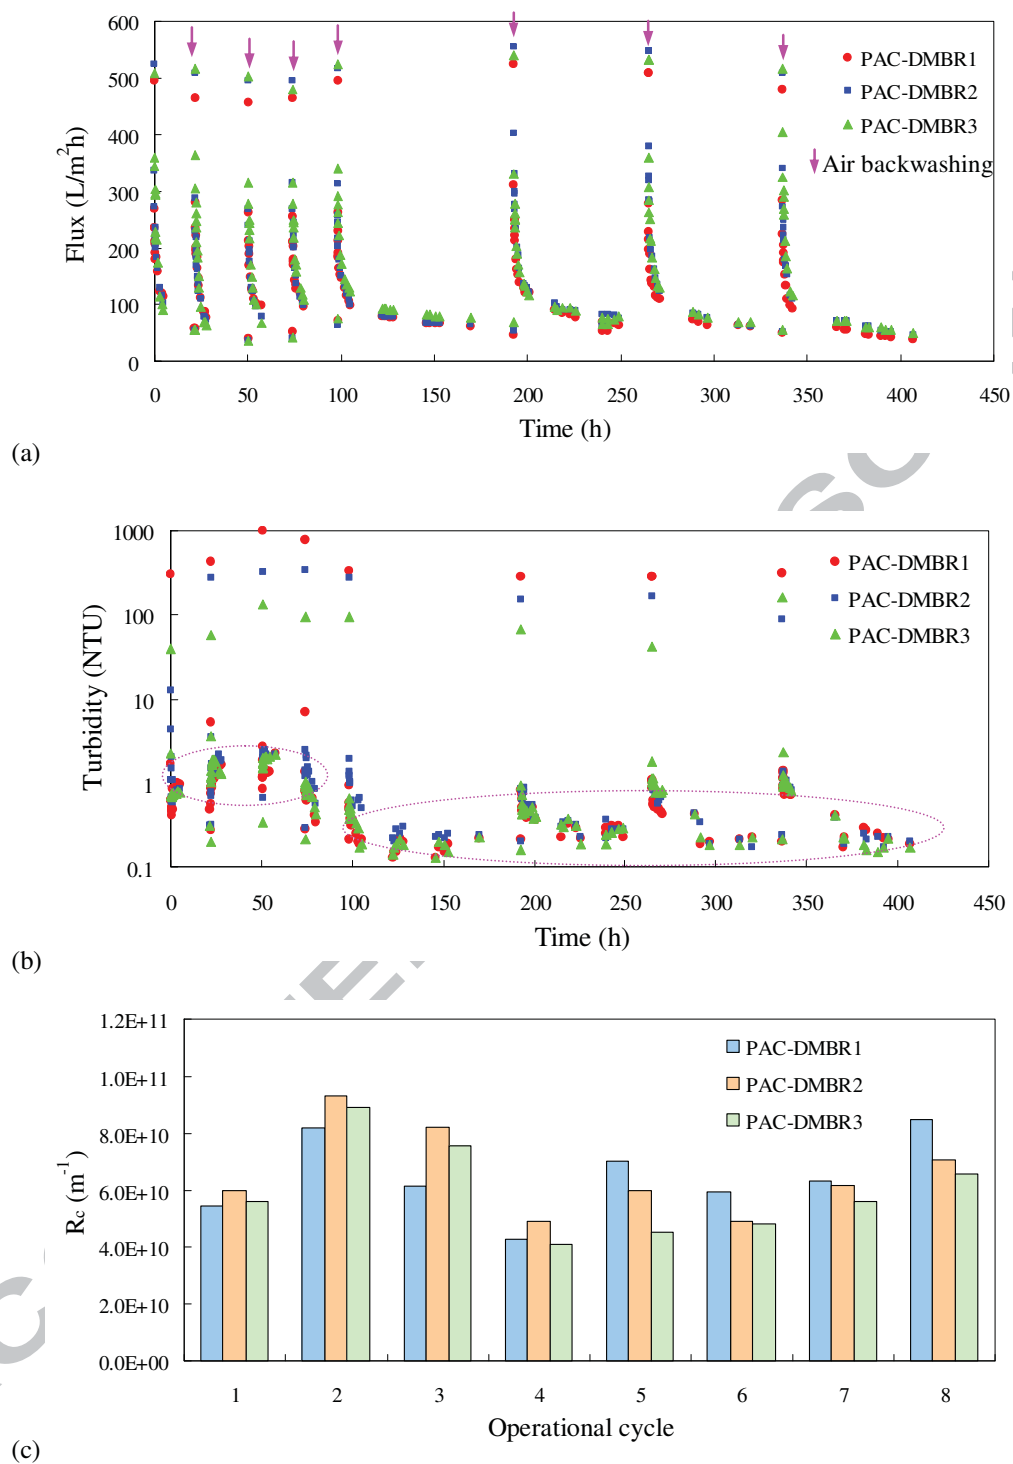 600
500
400
300
200
100
0
Flux (L/m²h)
PAC-DMBR1
PAC-DMBR2
PAC-DMBR3
Air backwashing
0 50 100 150 200 250 300 350 400 450
Time (h)
(a)
1000
100
10
1
0.1
Turbidity (NTU)
PAC-DMBR1
PAC-DMBR2
PAC-DMBR3
0 50 100 150 200 250 300 350 400 450
Time (h)
(b)
1.2E+11
1.0E+11
8.0E+10
6.0E+10
4.0E+10
2.0E+10
0.0E+00
Rc (m⁻¹)
PAC-DMBR1
PAC-DMBR2
PAC-DMBR3
1 2 3 4 5 6 7 8
Operational cycle
(c)